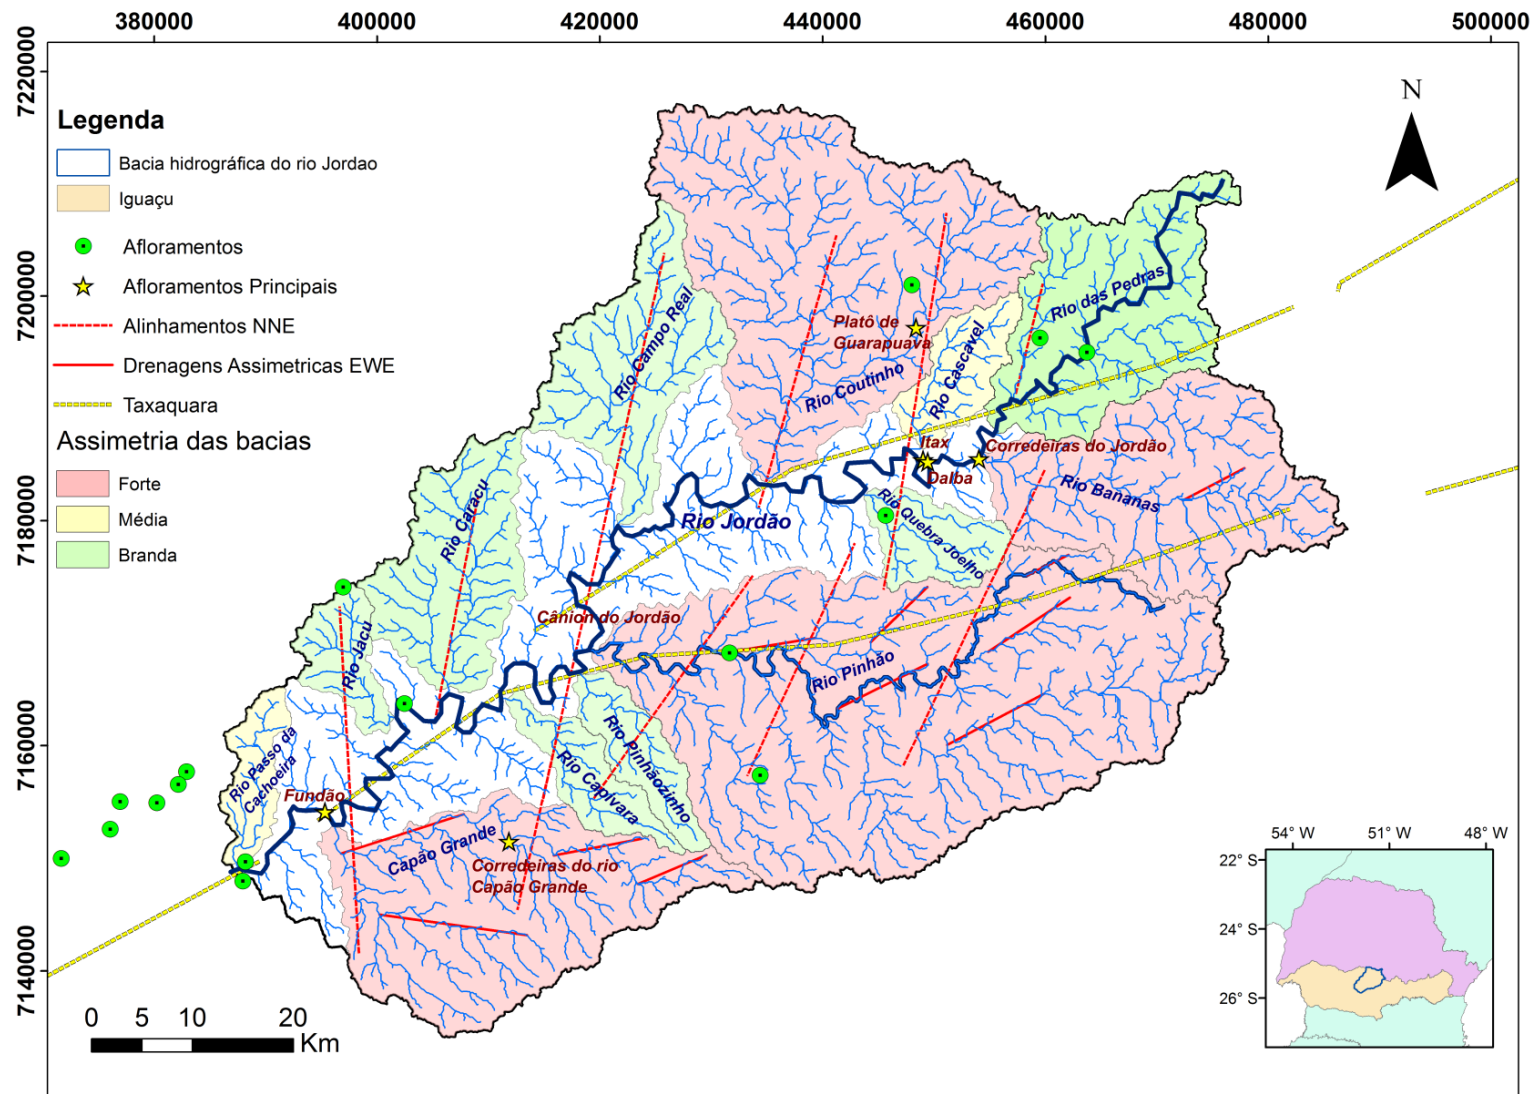 380000
400000
420000
440000
460000
480000
500000
7220000
7200000
7180000
7160000
7140000
N
Legenda
Bacia hidrográfica do rio Jordao
Iguaçu
Afloramentos
Afloramentos Principais
Alinhamentos NNE
Drenagens Assimetricas EWE
Taxaquara
Assimetria das bacias
Forte
Média
Branda
Rio das Pedras
Rio Campo Real
Platô de
Guarapuava
Rio Coutinho
Rio Cascavel
Itax
Corredeiras do Jordão
Dalba
Rio Bananas
Rio Quebra Joelho
Rio Jordão
Rio Caracu
Cânion do Jordão
Rio Jacu
Rio Pinhão
Rio Passo da
Cachoeira
Rio Pinhãozinho
Rio Capivara
Fundão
Capão Grande
Corredeiras do rio
Capão Grande
0 5 10 20
Km
54° W
51° W
48° W
22° S
24° S
26° S